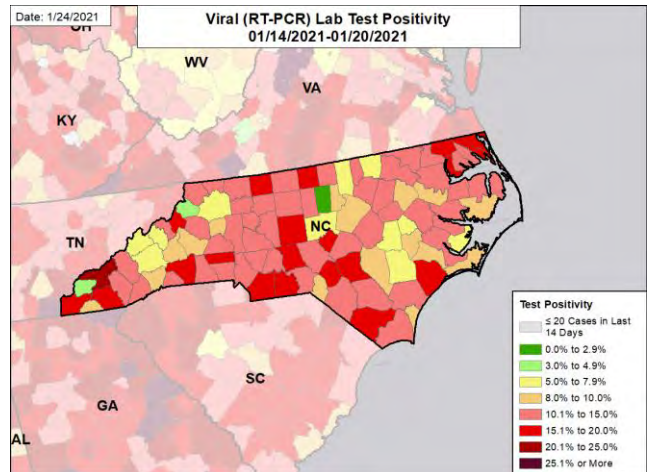 Date: 1/24/2021
Viral (RT-PCR) Lab Test Positivity
01/14/2021-01/20/2021
OH
WV
VA
KY
TN
NC
SC
GA
AL
Test Positivity
≤ 20 Cases in Last
14 Days
0.0% to 2.9%
3.0% to 4.9%
5.0% to 7.9%
8.0% to 10.0%
10.1% to 15.0%
15.1% to 20.0%
20.1% to 25.0%
25.1% or More